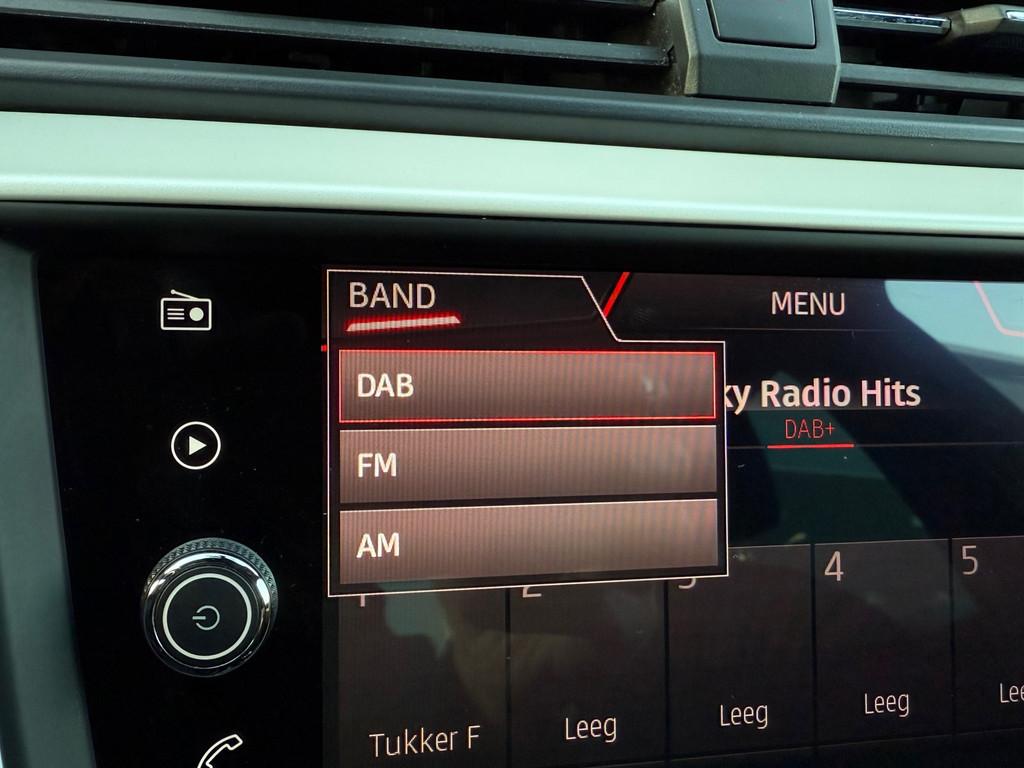 BAND
MENU
DAB
ky Radio Hits
DAB+
FM
AM
4
5
Tukker F
Leeg
Leeg
Leeg